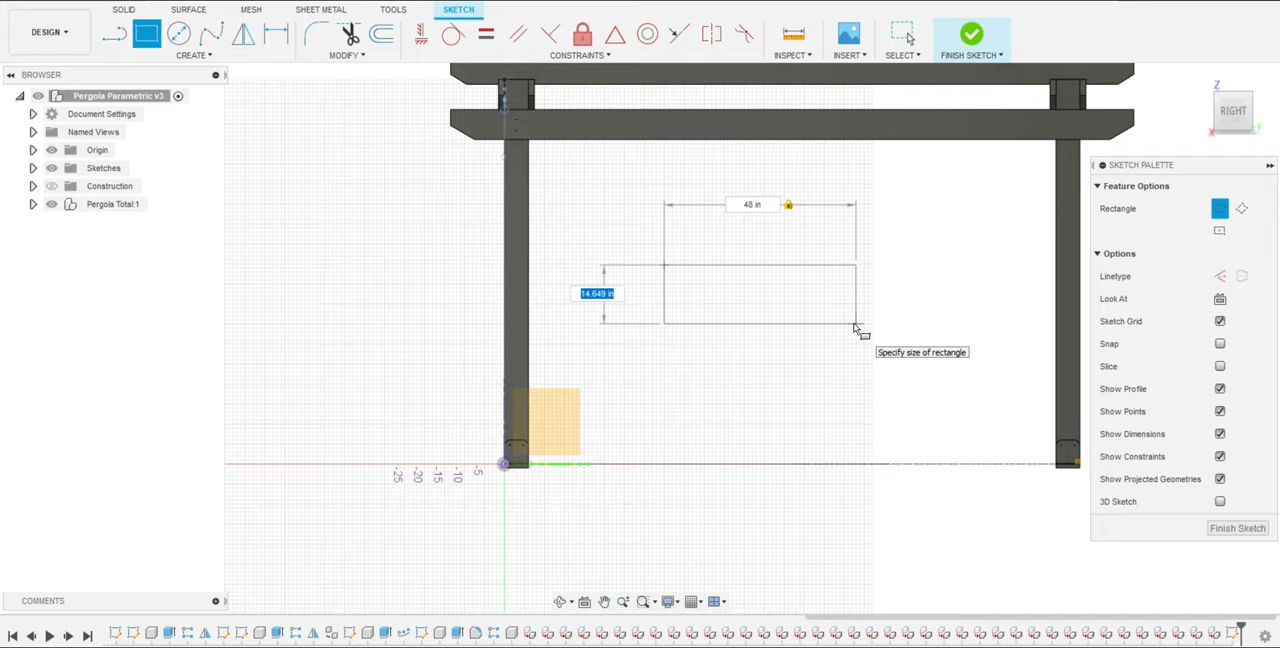 SOLID
SURFACE
MESH
SHEET METAL
TOOLS
SKETCH
DESIGN
CREATE
MODIFY
CONSTRAINTS
INSPECT
INSERT
SELECT
FINISH SKETCH
BROWSER
Pergola Parametric v3
Document Settings
Named Views
Origin
Sketches
Construction
Pergola Total:1
Z
RIGHT
X
Y
48 in
14.649 in
Specify size of rectangle
-25
-20
-15
-10
-5
SKETCH PALETTE
Feature Options
Rectangle
Options
Linetype
Look At
Sketch Grid
Snap
Slice
Show Profile
Show Points
Show Dimensions
Show Constraints
Show Projected Geometries
3D Sketch
Finish Sketch
COMMENTS